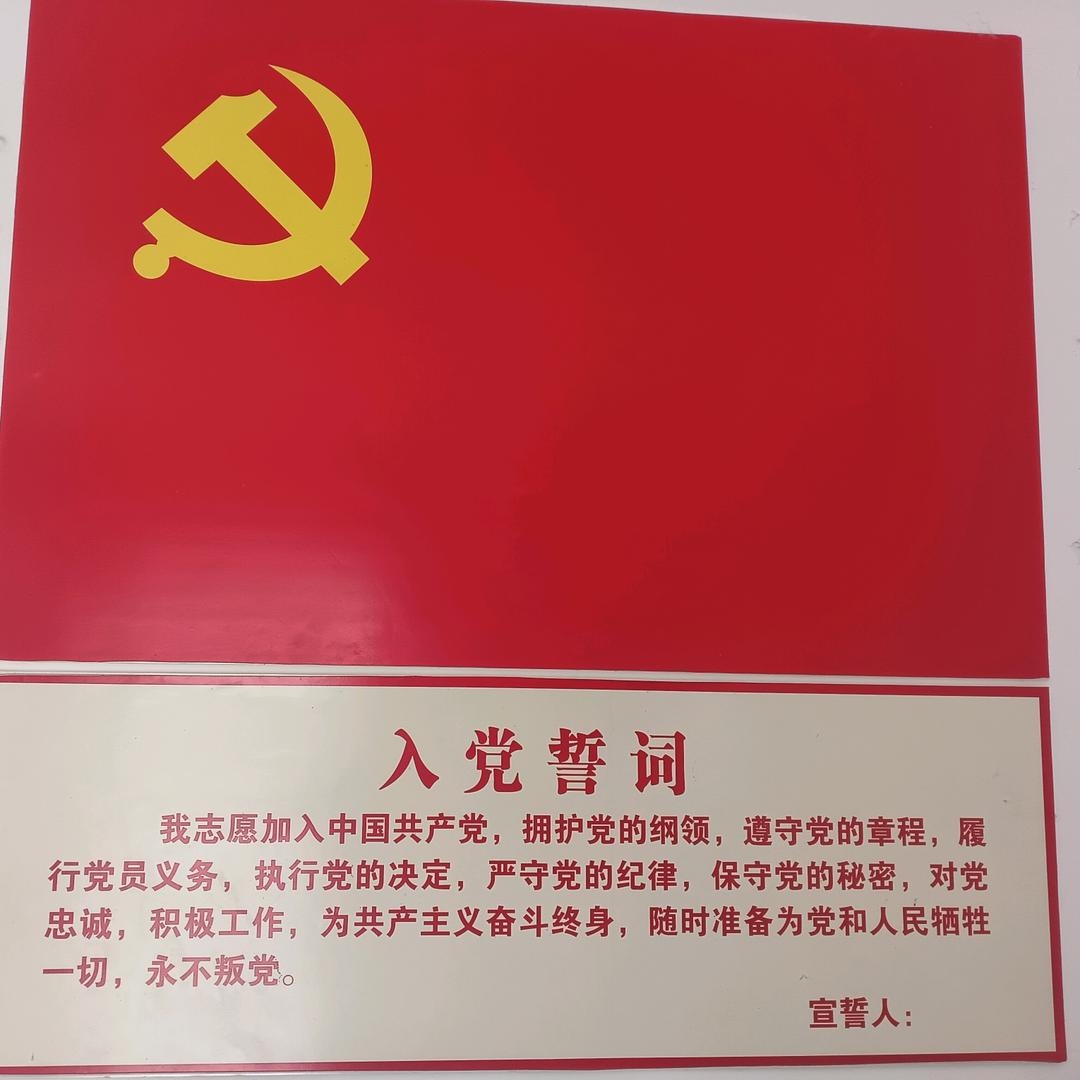 入党誓词
我志愿加入中国共产党，拥护党的纲领，遵守党的章程，履
行党员义务，执行党的决定，严守党的纪律，保守党的秘密，对党
忠诚，积极工作，为共产主义奋斗终身，随时准备为党和人民牺牲
一切，永不叛党。
宣誓人：